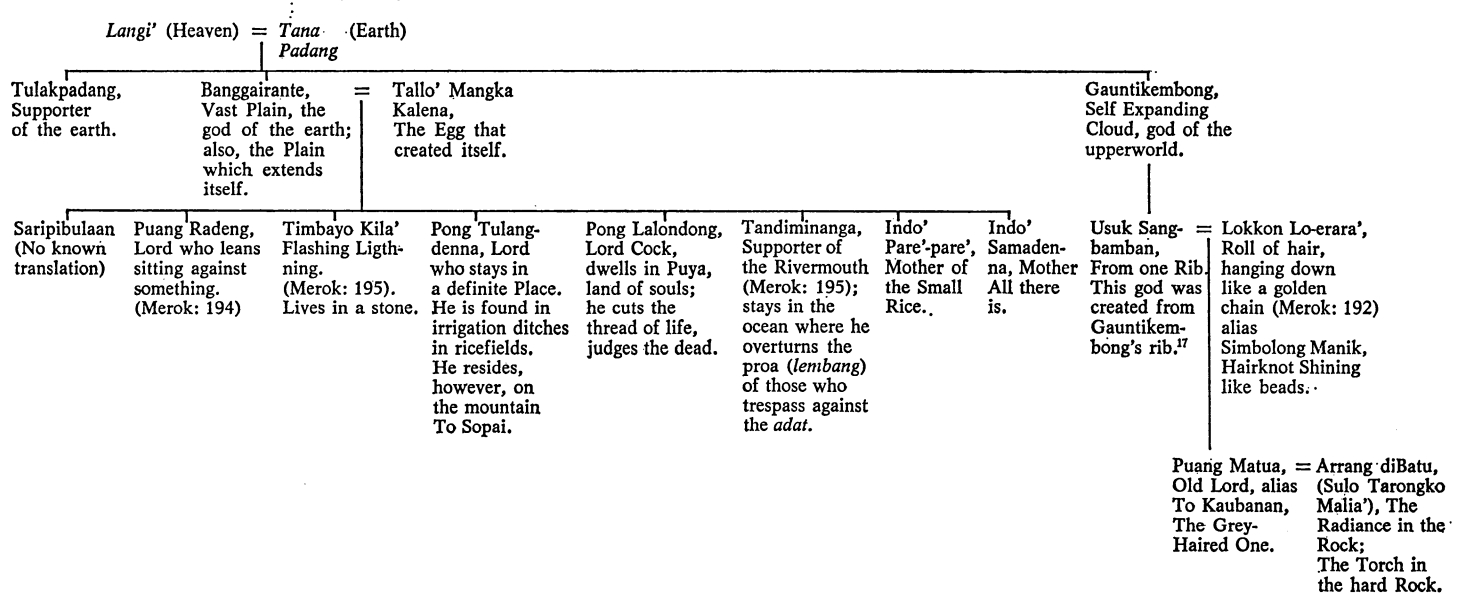 Langi' (Heaven) = Tana (Earth)
Padang
Tulakpadang,
Supporter
of the earth.
Banggairante,
Vast Plain, the
god of the earth;
also, the Plain
which extends
itself.
=
Tallo' Mangka
Kalena,
The Egg that
created itself.
Gauntikembong,
Self Expanding
Cloud, god of the
upperworld.
Saripibulaan
(No known
translation)
Puang Radeng,
Lord who leans
sitting against
something.
(Merok: 194)
Timbayo Kila'
Flashing Ligth-
ning.
(Merok: 195).
Lives in a stone.
Pong Tulang-
denna, Lord
who stays in
a definite Place.
He is found in
irrigation ditches
in ricefields.
He resides,
however, on
the mountain
To Sopai.
Pong Lalondong,
Lord Cock,
dwells in Puya,
land of souls;
he cuts the
thread of life,
judges the dead.
Tandiminanga,
Supporter of
the Rivermouth
(Merok: 195);
stays in the
ocean where he
overturns the
proa (lembang)
of those who
trespass against
the adat.
Indo'
Pare'-pare',
Mother of
the Small
Rice.
Indo'
Samaden-
na, Mother
All there
is.
Usuk Sang-
bamban,
From one Rib.
This god was
created from
Gauntikem-
bong's rib.17
=
Lokkon Lo-erara',
Roll of hair,
hanging down
like a golden
chain (Merok: 192)
alias
Simbolong Manik,
Hairknot Shining
like beads.
Puang Matua,
Old Lord, alias
To Kaubanan,
The Grey-
Haired One.
=
Arrang diBatu,
(Sulo Tarongko
Malia'), The
Radiance in the
Rock;
The Torch in
the hard Rock.